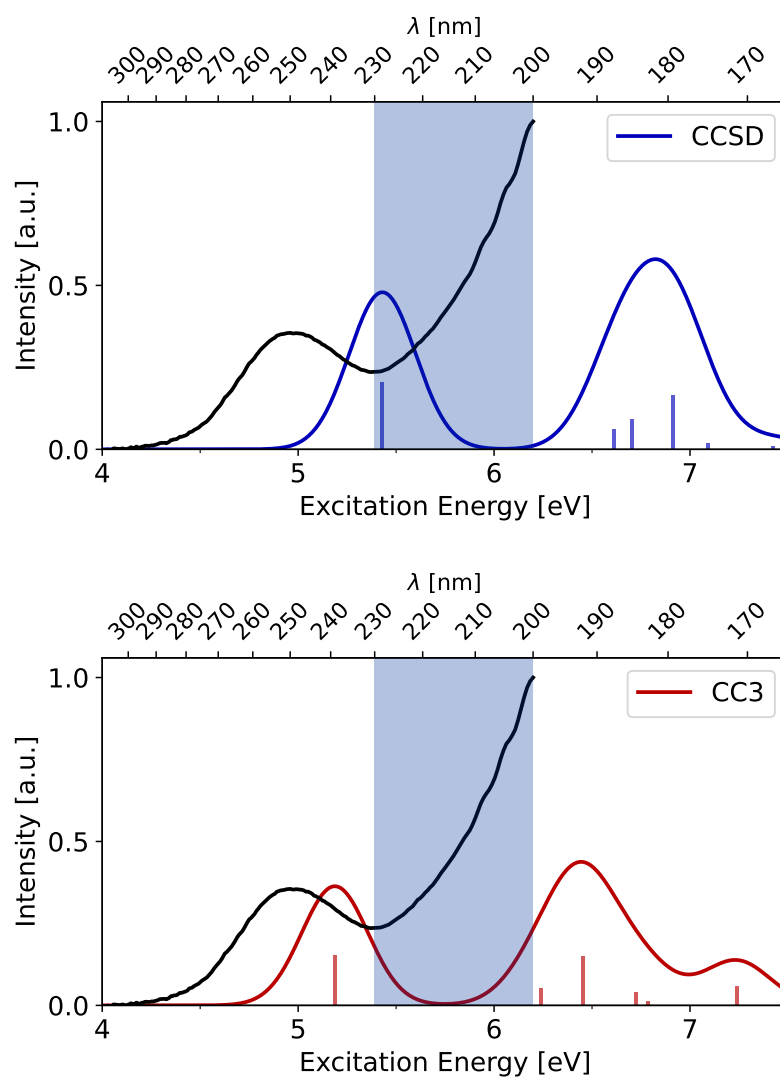 λ [nm]
300 290 280 270 260 250 240 230 220 210 200 190 180 170
1.0
CCSD
Intensity [a.u.]
0.5
0.0
4 5 6 7
Excitation Energy [eV]
λ [nm]
300 290 280 270 260 250 240 230 220 210 200 190 180 170
1.0
CC3
Intensity [a.u.]
0.5
0.0
4 5 6 7
Excitation Energy [eV]